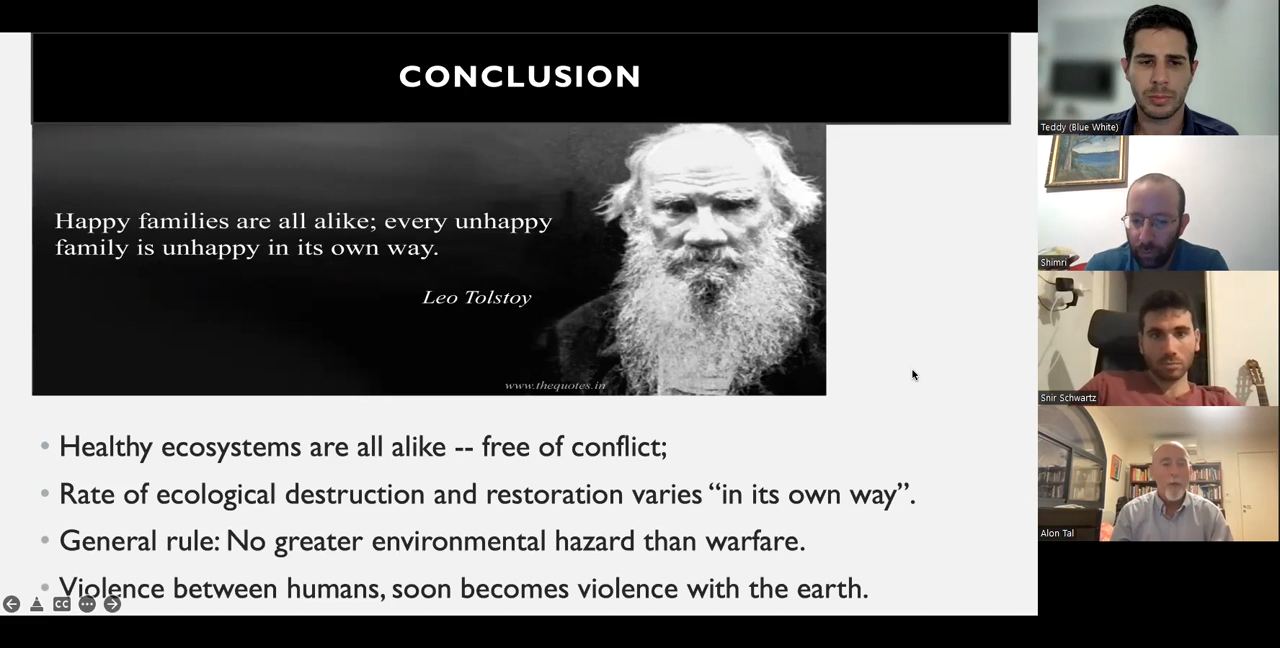 CONCLUSION
Happy families are all alike; every unhappy
family is unhappy in its own way.
Leo Tolstoy
www.thequotes.in
• Healthy ecosystems are all alike -- free of conflict;
• Rate of ecological destruction and restoration varies “in its own way”.
• General rule: No greater environmental hazard than warfare.
• Violence between humans, soon becomes violence with the earth.
CC
Teddy (Blue White)
Shimri
Snir Schwartz
Alon Tal